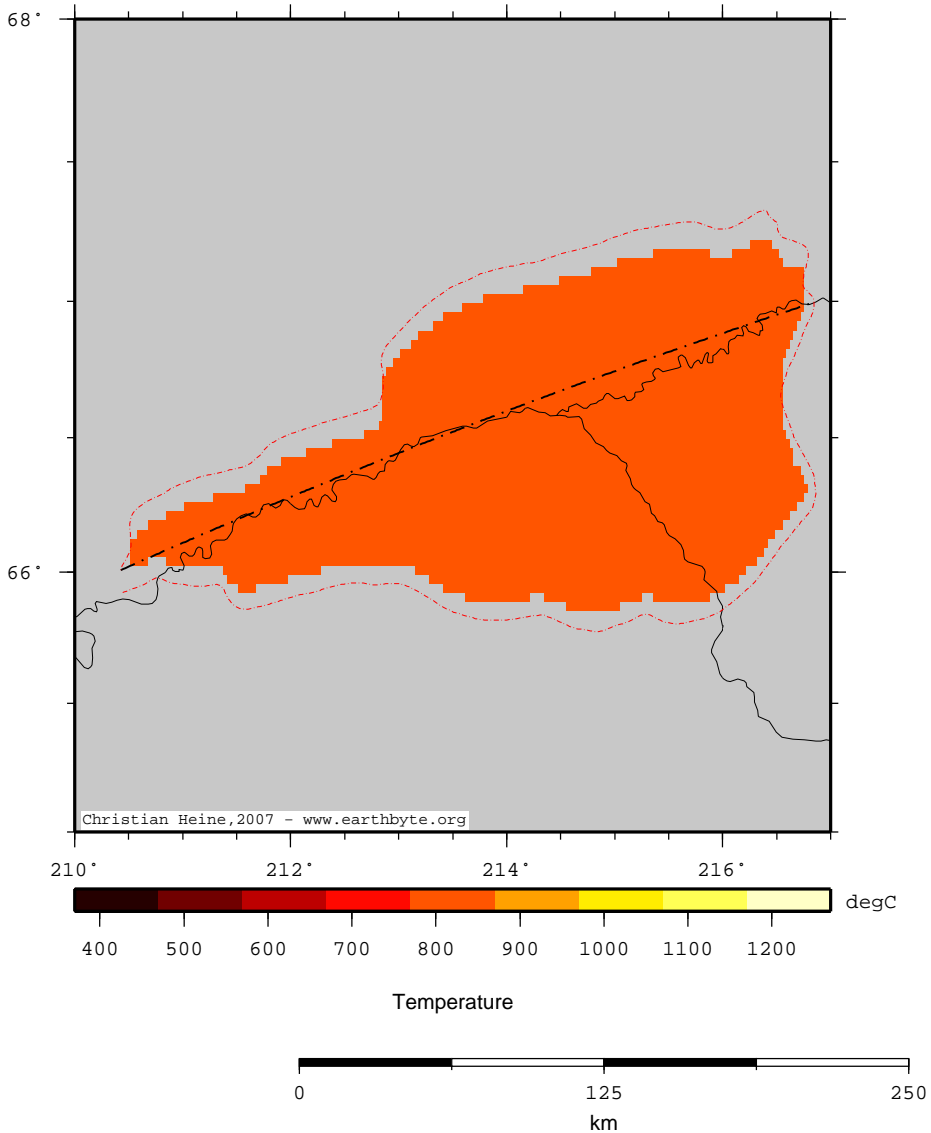 68°
66°
Christian Heine,2007 - www.earthbyte.org
210° 212° 214° 216°
degC
400 500 600 700 800 900 1000 1100 1200
Temperature
0 125 250
km